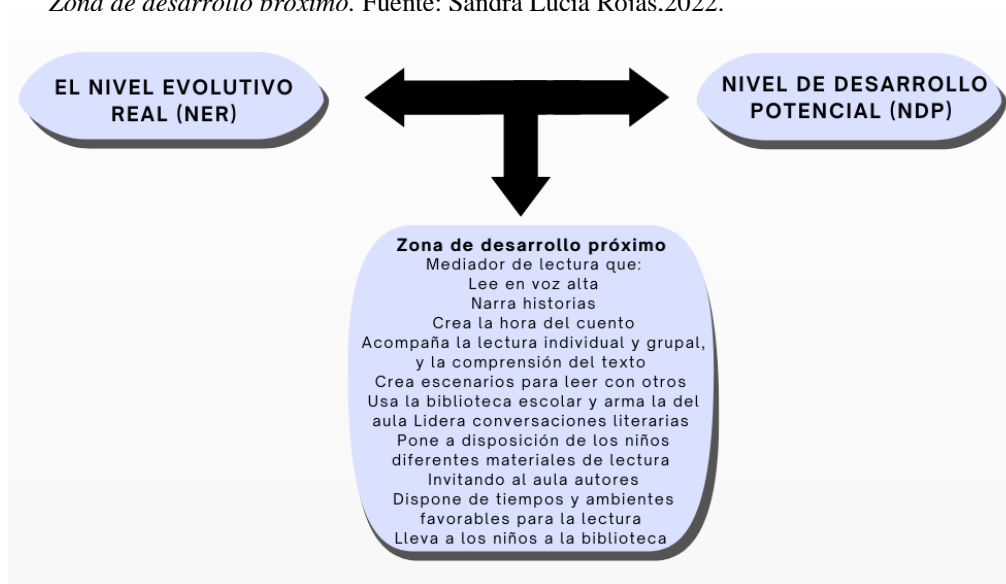 Zona de desarrollo próximo. Fuente: Sandra Lucia Rojas.2022.
EL NIVEL EVOLUTIVO
REAL (NER)
NIVEL DE DESARROLLO
POTENCIAL (NDP)
Zona de desarrollo próximo
Mediador de lectura que:
Lee en voz alta
Narra historias
Crea la hora del cuento
Acompaña la lectura individual y grupal,
y la comprensión del texto
Crea escenarios para leer con otros
Usa la biblioteca escolar y arma la del
aula Lidera conversaciones literarias
Pone a disposición de los niños
diferentes materiales de lectura
Invitando al aula autores
Dispone de tiempos y ambientes
favorables para la lectura
Lleva a los niños a la biblioteca